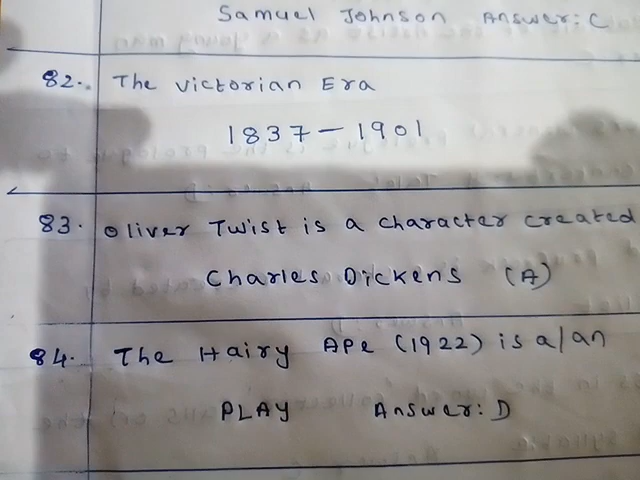 Samuel Johnson Answer: C
82. The Victorian Era
1837 - 1901
83. Oliver Twist is a character created
Charles Dickens (A)
84. The Hairy Ape (1922) is a/an
PLAY Answer: D